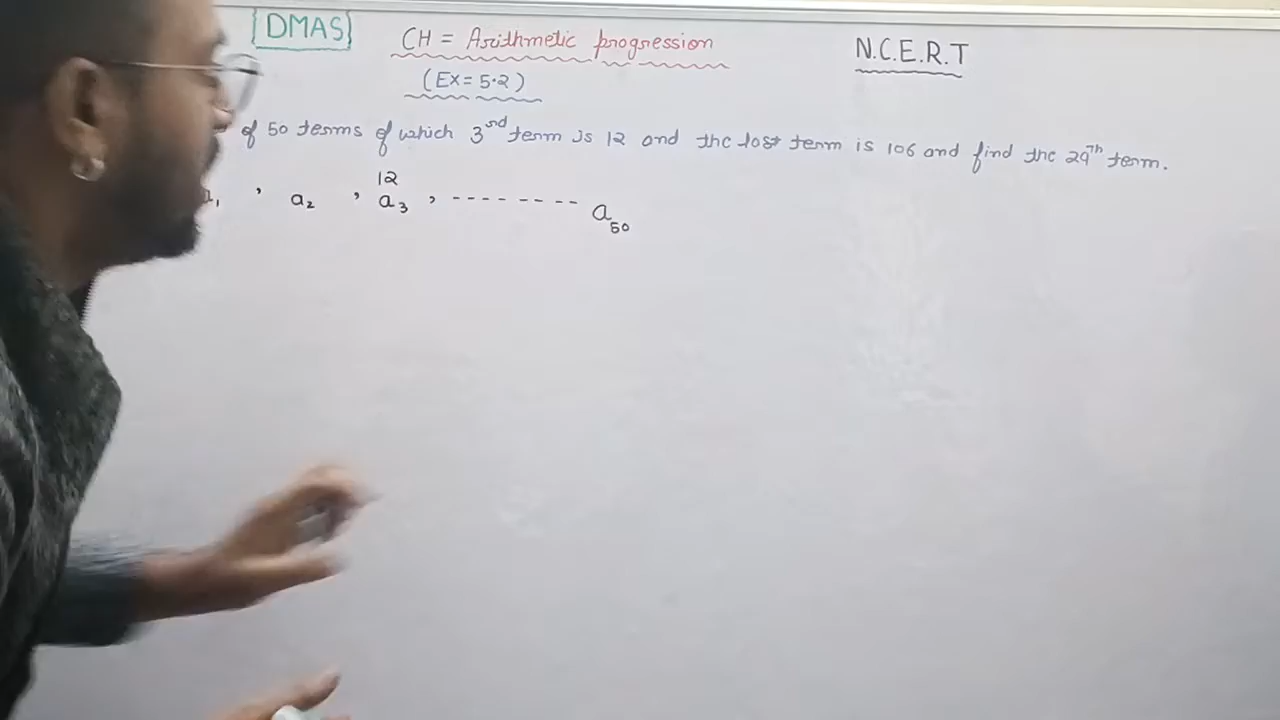 [DMAS]
CH = Arithmetic progression
N.C.E.R.T
(Ex = 5.2)
of 50 terms of which 3rd term is 12 and the last term is 106 and find the 29th term.
12
, a2 , a3 , -------- a50